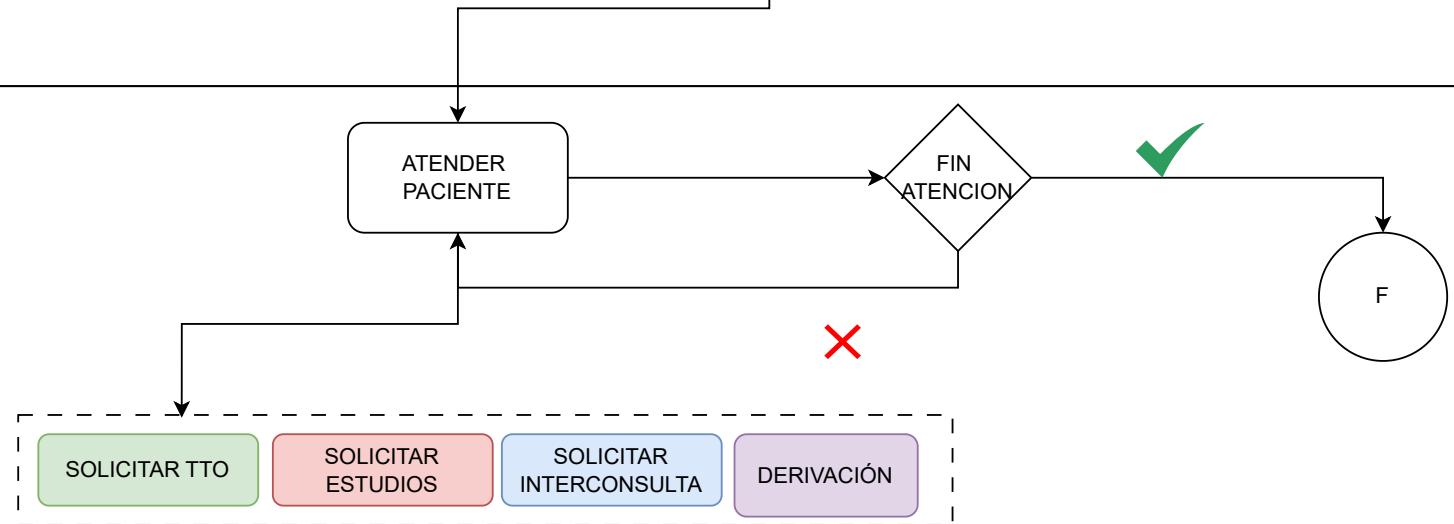 ATENDER
PACIENTE
FIN
ATENCION
F
SOLICITAR TTO
SOLICITAR
ESTUDIOS
SOLICITAR
INTERCONSULTA
DERIVACIÓN